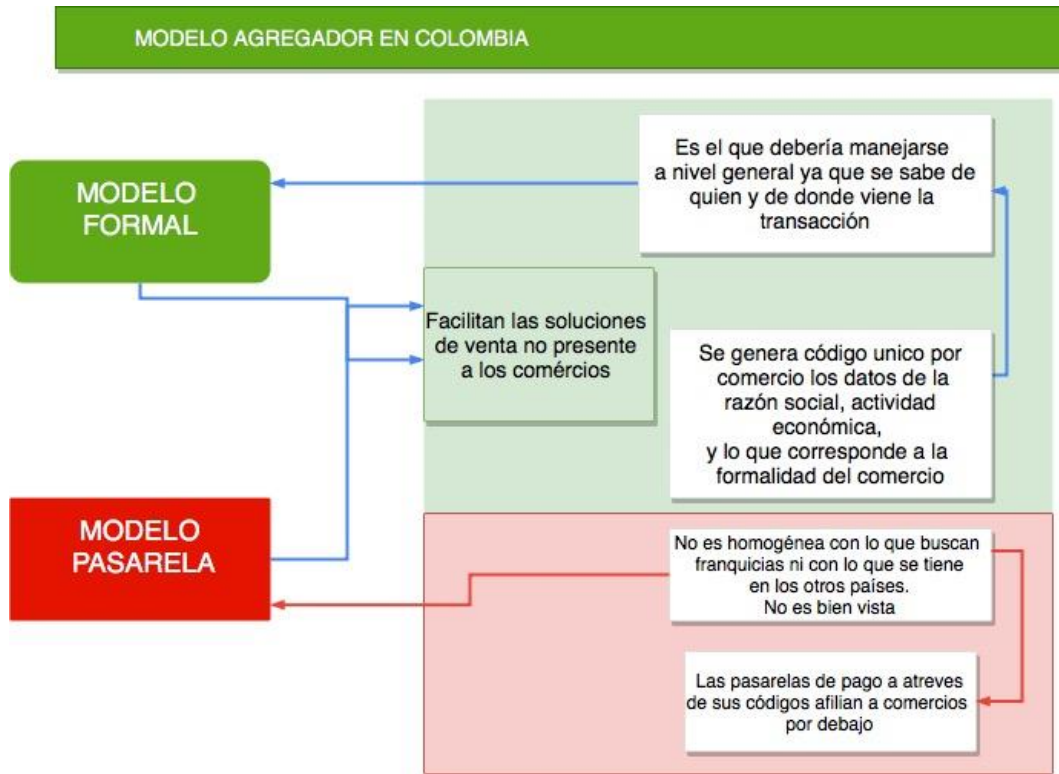 MODELO AGREGADOR EN COLOMBIA
MODELO
FORMAL
Es el que debería manejarse
a nivel general ya que se sabe de
quien y de donde viene la
transacción
Facilitan las soluciones
de venta no presente
a los comércios
Se genera código unico por
comercio los datos de la
razón social, actividad
económica,
y lo que corresponde a la
formalidad del comercio
MODELO
PASARELA
No es homogénea con lo que buscan
franquicias ni con lo que se tiene
en los otros países.
No es bien vista
Las pasarelas de pago a atreves
de sus códigos afilian a comercios
por debajo